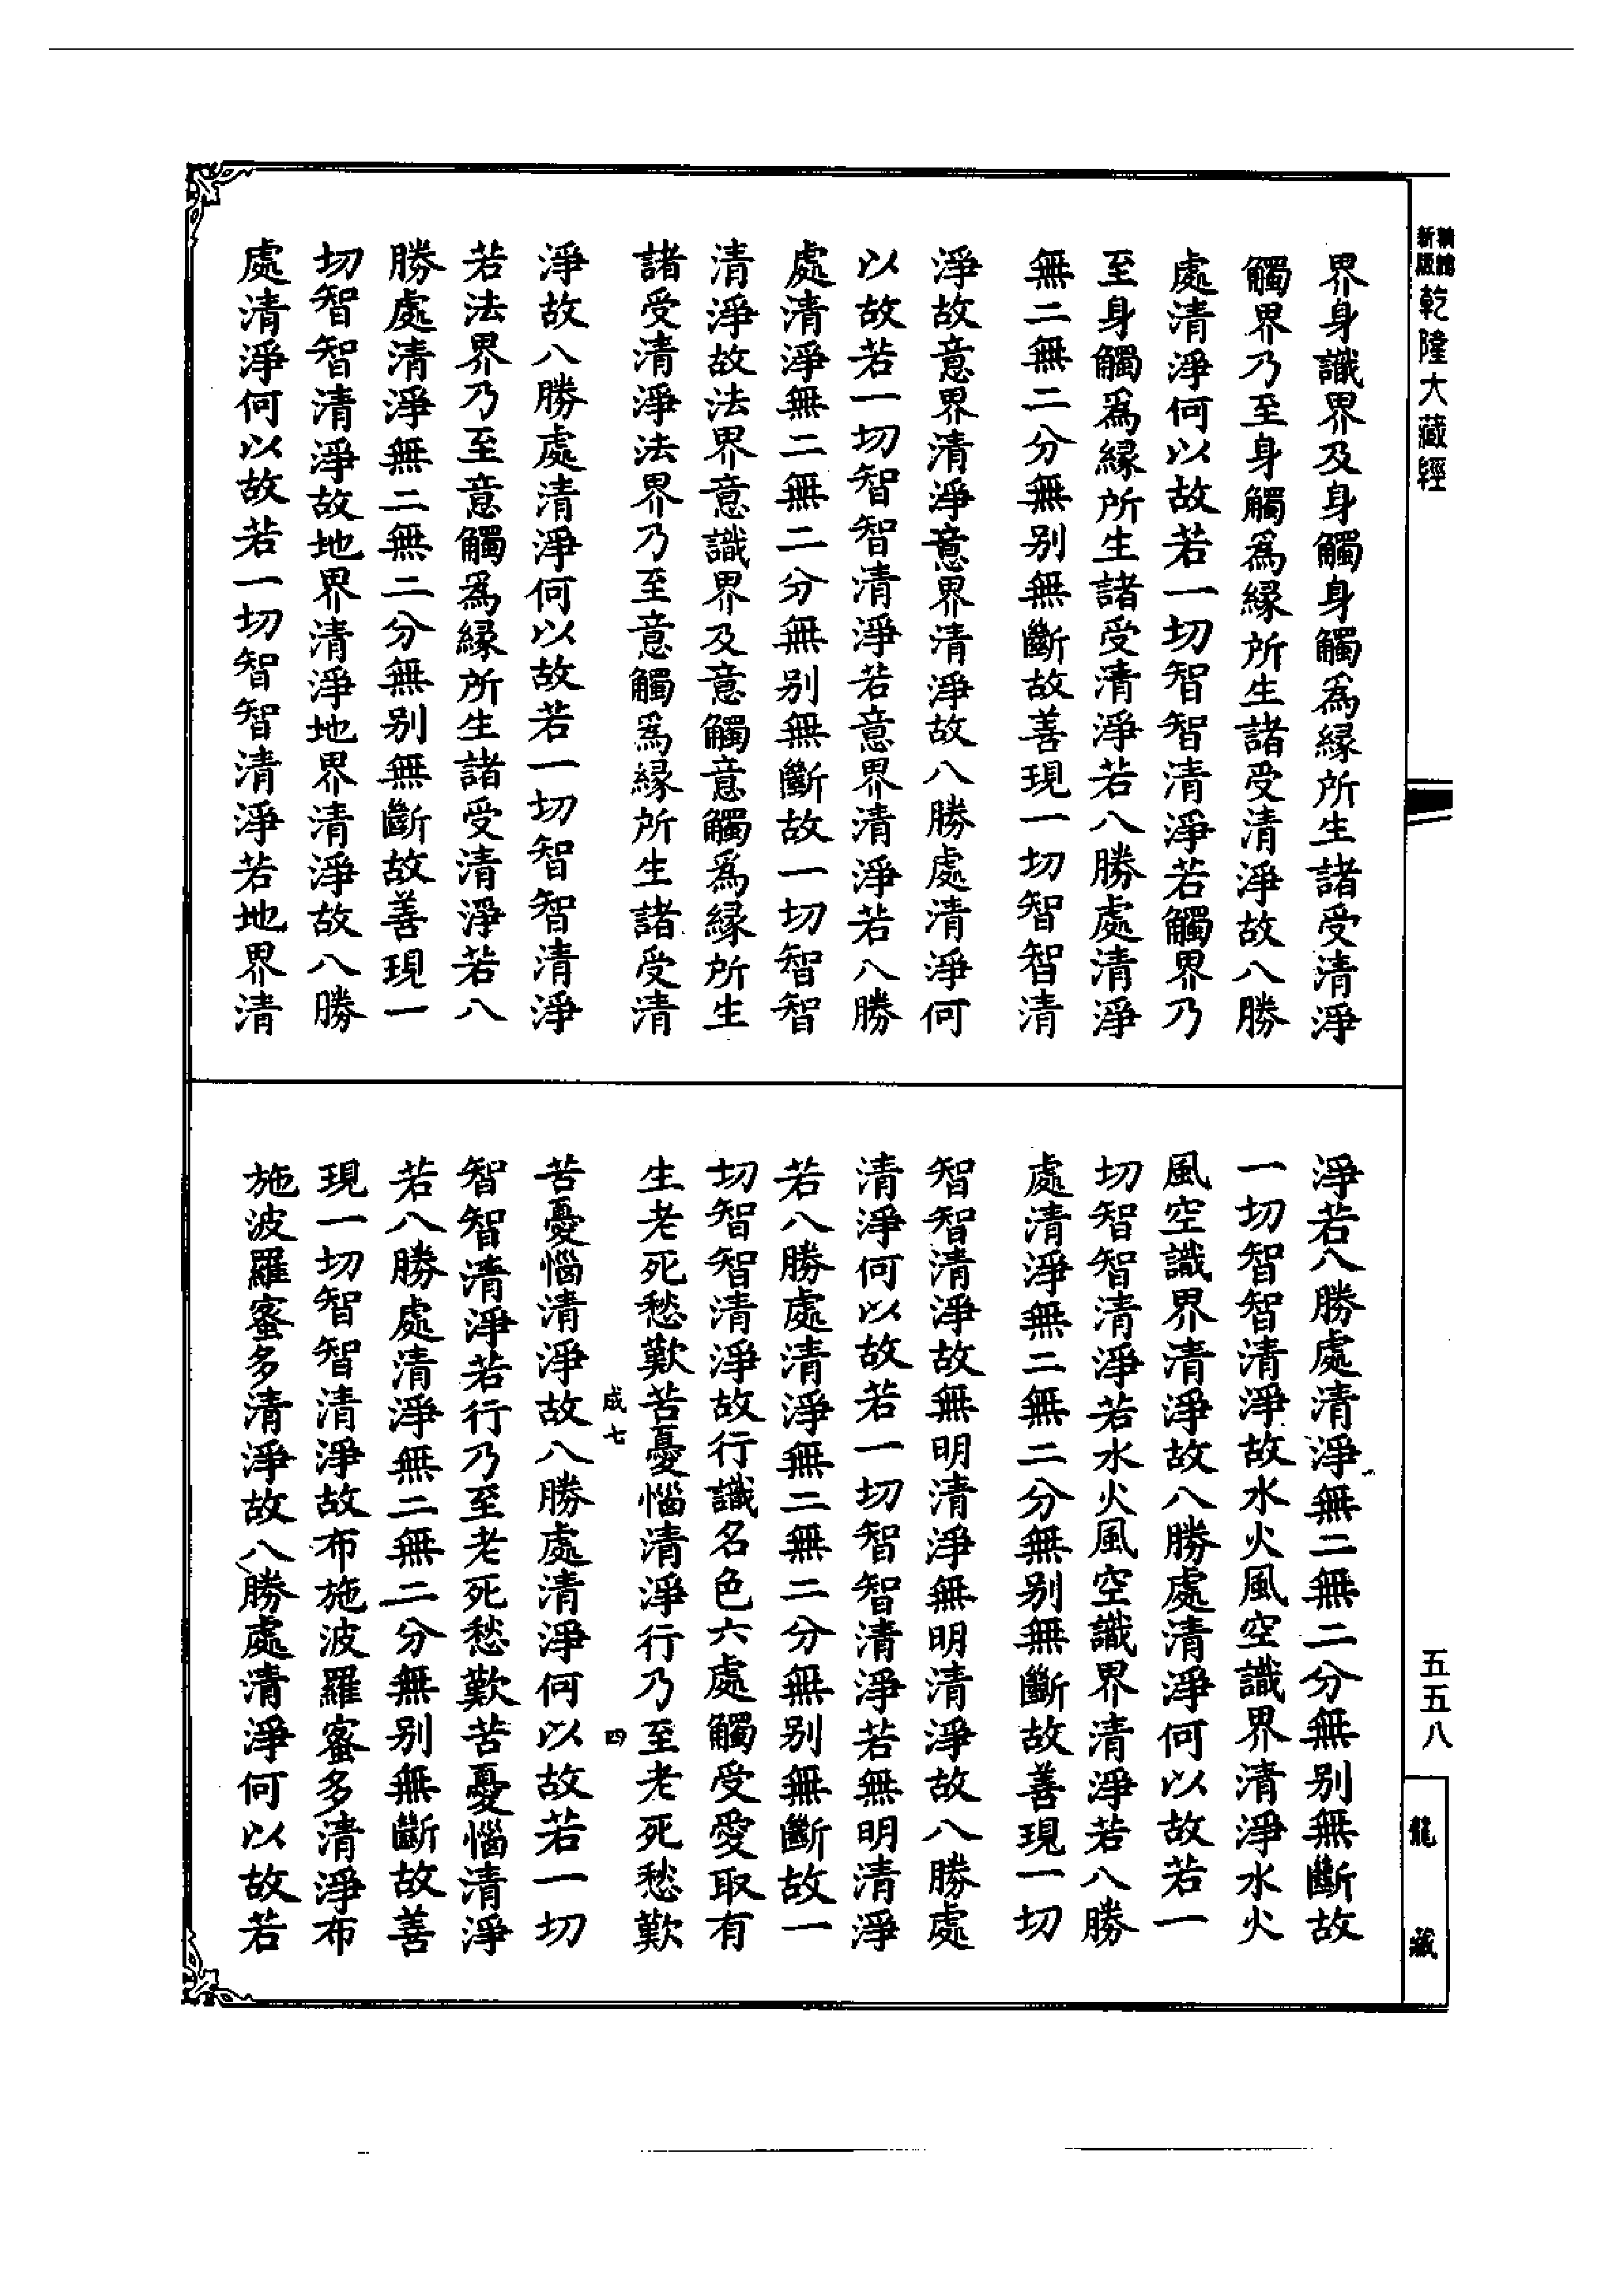 新版
乾隆大藏經
界身識界及身觸身觸爲緣所生諸受清淨
觸界乃至身觸爲緣所生諸受清淨故八勝
處清淨何以故若一切智智清淨若觸界乃
至身觸爲緣所生諸受清淨若八勝處清淨
無二無二分無别無斷故善現一切智智清
淨故意界清淨意界清淨故八勝處清淨何
以故若一切智智清淨若意界清淨若八勝
處清淨無二無二分無别無斷故一切智智
清淨故法界意識界及意觸意觸爲緣所生
諸受清淨法界乃至意觸爲緣所生諸受清
淨故八勝處清淨何以故若一切智智清淨
若法界乃至意觸爲緣所生諸受清淨若八
勝處清淨無二無二分無别無斷故善現一
切智智清淨故地界清淨地界清淨故八勝
處清淨何以故若一切智智清淨若地界清
淨若八勝處清淨無二無二分無别無斷故
一切智智清淨故水火風空識界清淨水火
風空識界清淨故八勝處清淨何以故若一
切智智清淨若水火風空識界清淨若八勝
處清淨無二無二分無别無斷故善現一切
智智清淨故無明清淨無明清淨故八勝處
清淨何以故若一切智智清淨若無明清淨
若八勝處清淨無二無二分無别無斷故一
切智智清淨故行識名色六處觸受愛取有
生老死愁歎苦憂惱清淨行乃至老死愁歎
成七 四
苦憂惱清淨故八勝處清淨何以故若一切
智智清淨若行乃至老死愁歎苦憂惱清淨
若八勝處清淨無二無二分無别無斷故善
現一切智智清淨故布施波羅蜜多清淨布
施波羅蜜多清淨故八勝處清淨何以故若
五五八
龍藏